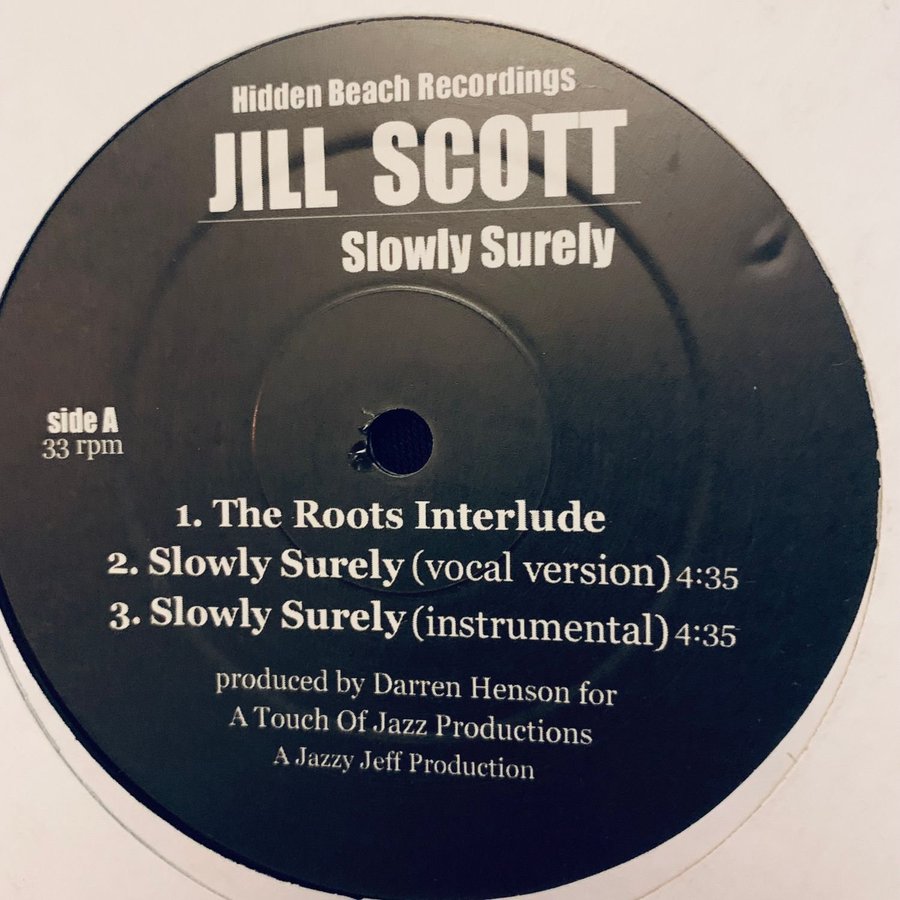 Hidden Beach Recordings
JILL SCOTT
Slowly Surely
side A
33 rpm
1. The Roots Interlude
2. Slowly Surely (vocal version) 4:35
3. Slowly Surely (instrumental) 4:35
produced by Darren Henson for
A Touch Of Jazz Productions
A Jazzy Jeff Production